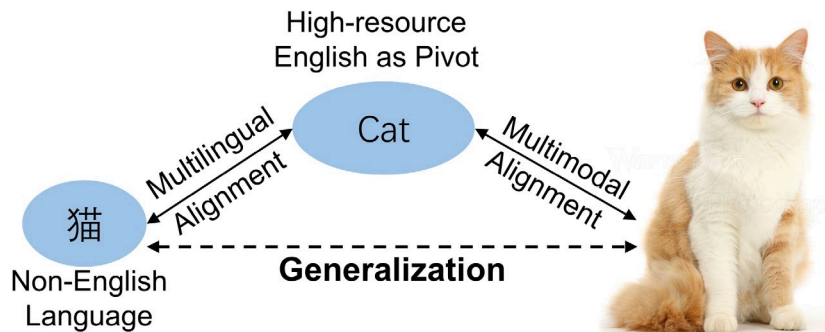 High-resource
English as Pivot
Cat
Multilingual
Alignment
Multimodal
Alignment
猫
Generalization
Non-English
Language